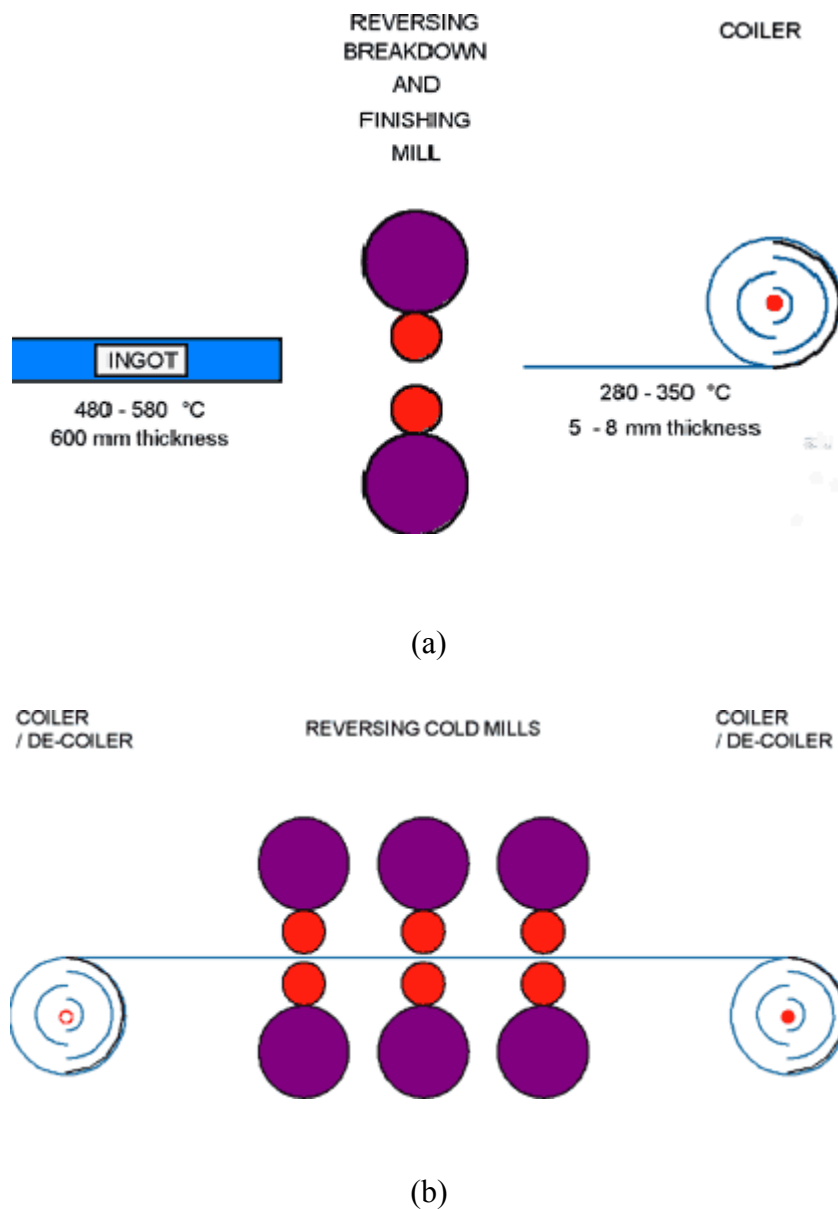 REVERSING
BREAKDOWN
AND
FINISHING
MILL
COILER
INGOT
480 - 580 °C
600 mm thickness
280 - 350 °C
5 - 8 mm thickness
(a)
COILER
/ DE-COILER
REVERSING COLD MILLS
COILER
/ DE-COILER
(b)